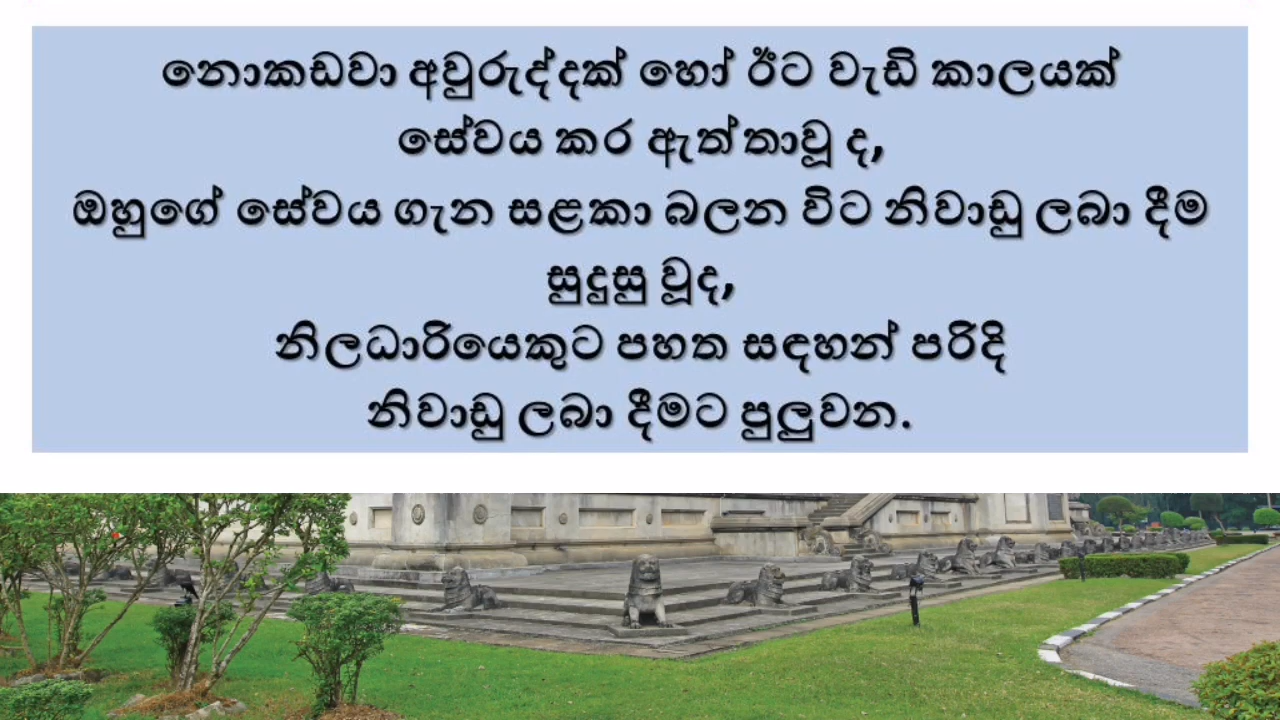 නොකඩවා අවුරුද්දක් හෝ ඊට වැඩි කාලයක්
සේවය කර ඇත්තාවූ ද,
ඔහුගේ සේවය ගැන සළකා බලන විට නිවාඩු ලබා දීම
සුදුසු වූද,
නිලධාරියෙකුට පහත සඳහන් පරිදි
නිවාඩු ලබා දීමට පුලුවන.